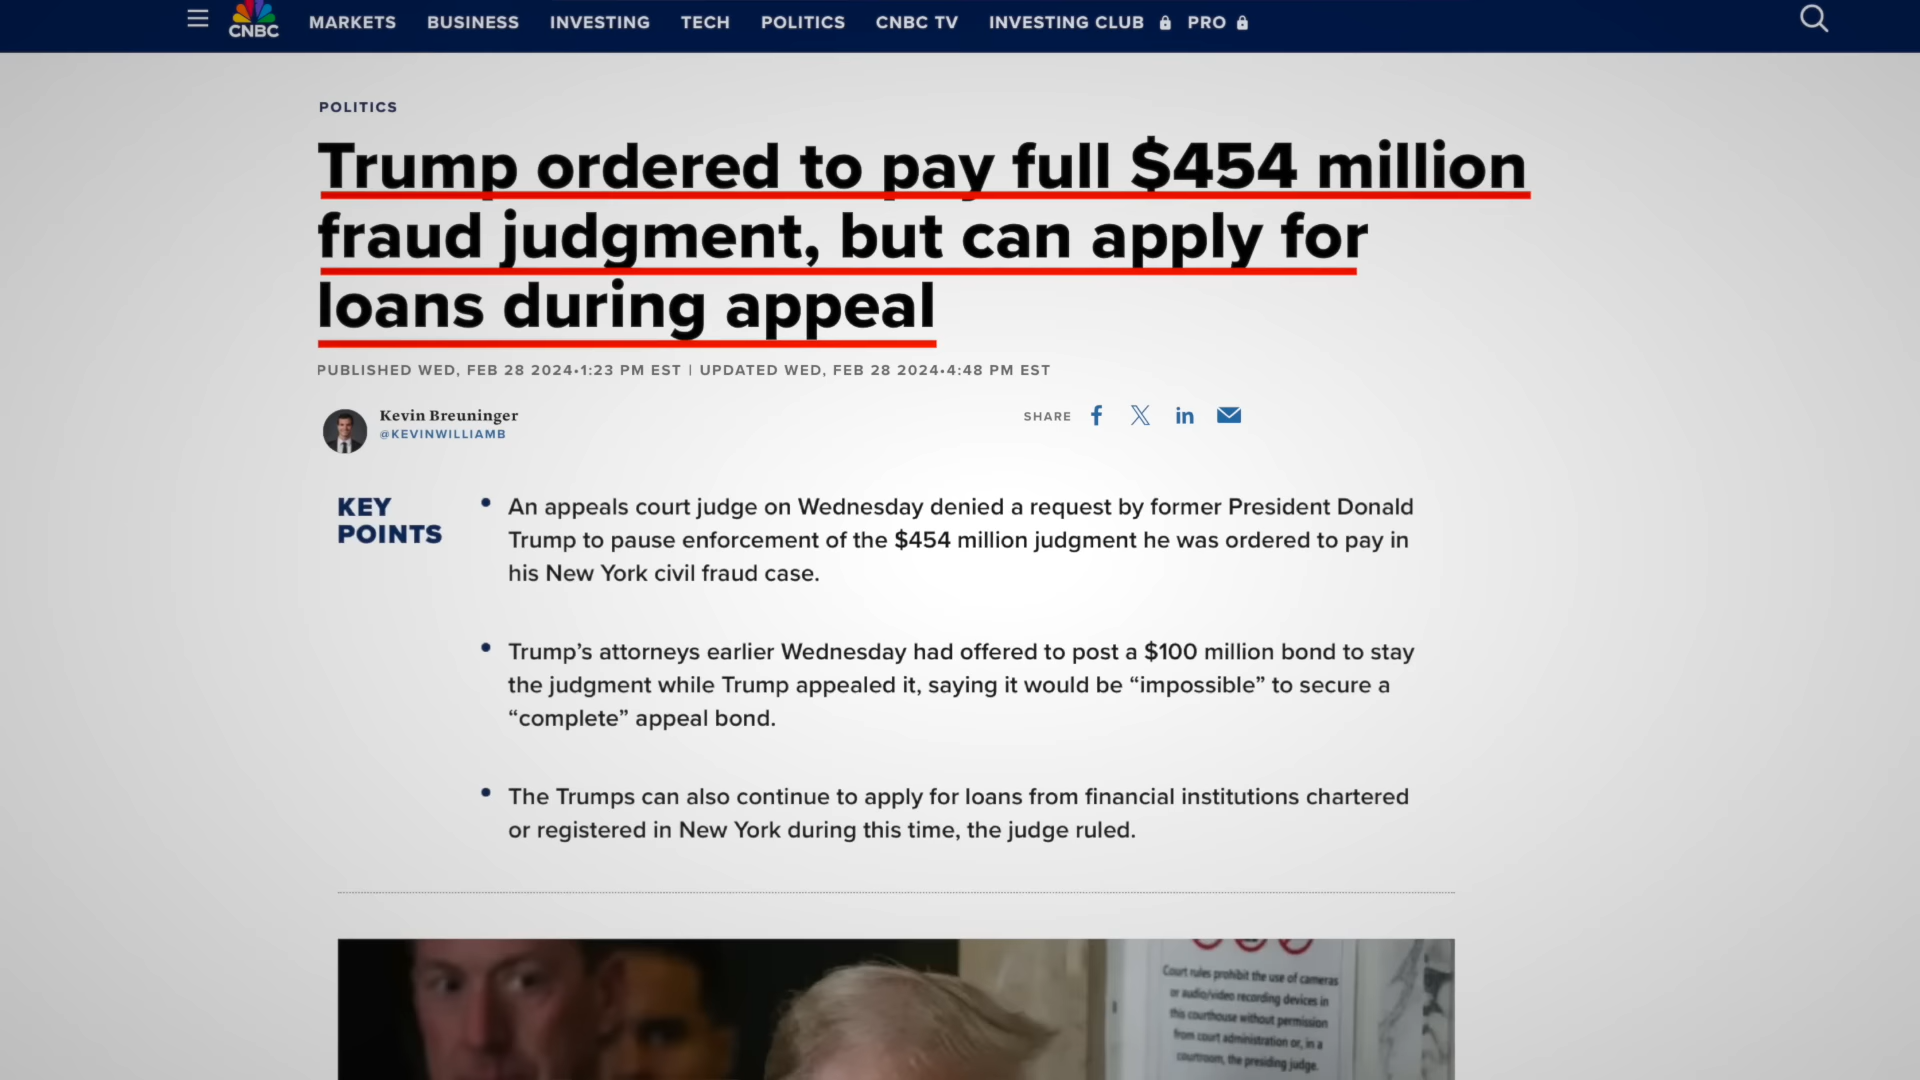 CNBC
MARKETS BUSINESS INVESTING TECH POLITICS CNBC TV INVESTING CLUB PRO
POLITICS
Trump ordered to pay full $454 million
fraud judgment, but can apply for
loans during appeal
PUBLISHED WED, FEB 28 2024•1:23 PM EST | UPDATED WED, FEB 28 2024•4:48 PM EST
Kevin Breuninger
@KEVINWILLIAMB
SHARE
KEY
POINTS
• An appeals court judge on Wednesday denied a request by former President Donald
Trump to pause enforcement of the $454 million judgment he was ordered to pay in
his New York civil fraud case.
• Trump’s attorneys earlier Wednesday had offered to post a $100 million bond to stay
the judgment while Trump appealed it, saying it would be “impossible” to secure a
“complete” appeal bond.
• The Trumps can also continue to apply for loans from financial institutions chartered
or registered in New York during this time, the judge ruled.
Court rules prohibit the use of cameras
or audio/video recording devices in
this courthouse without permission
from court administration or, in a
courtroom, the presiding judge.